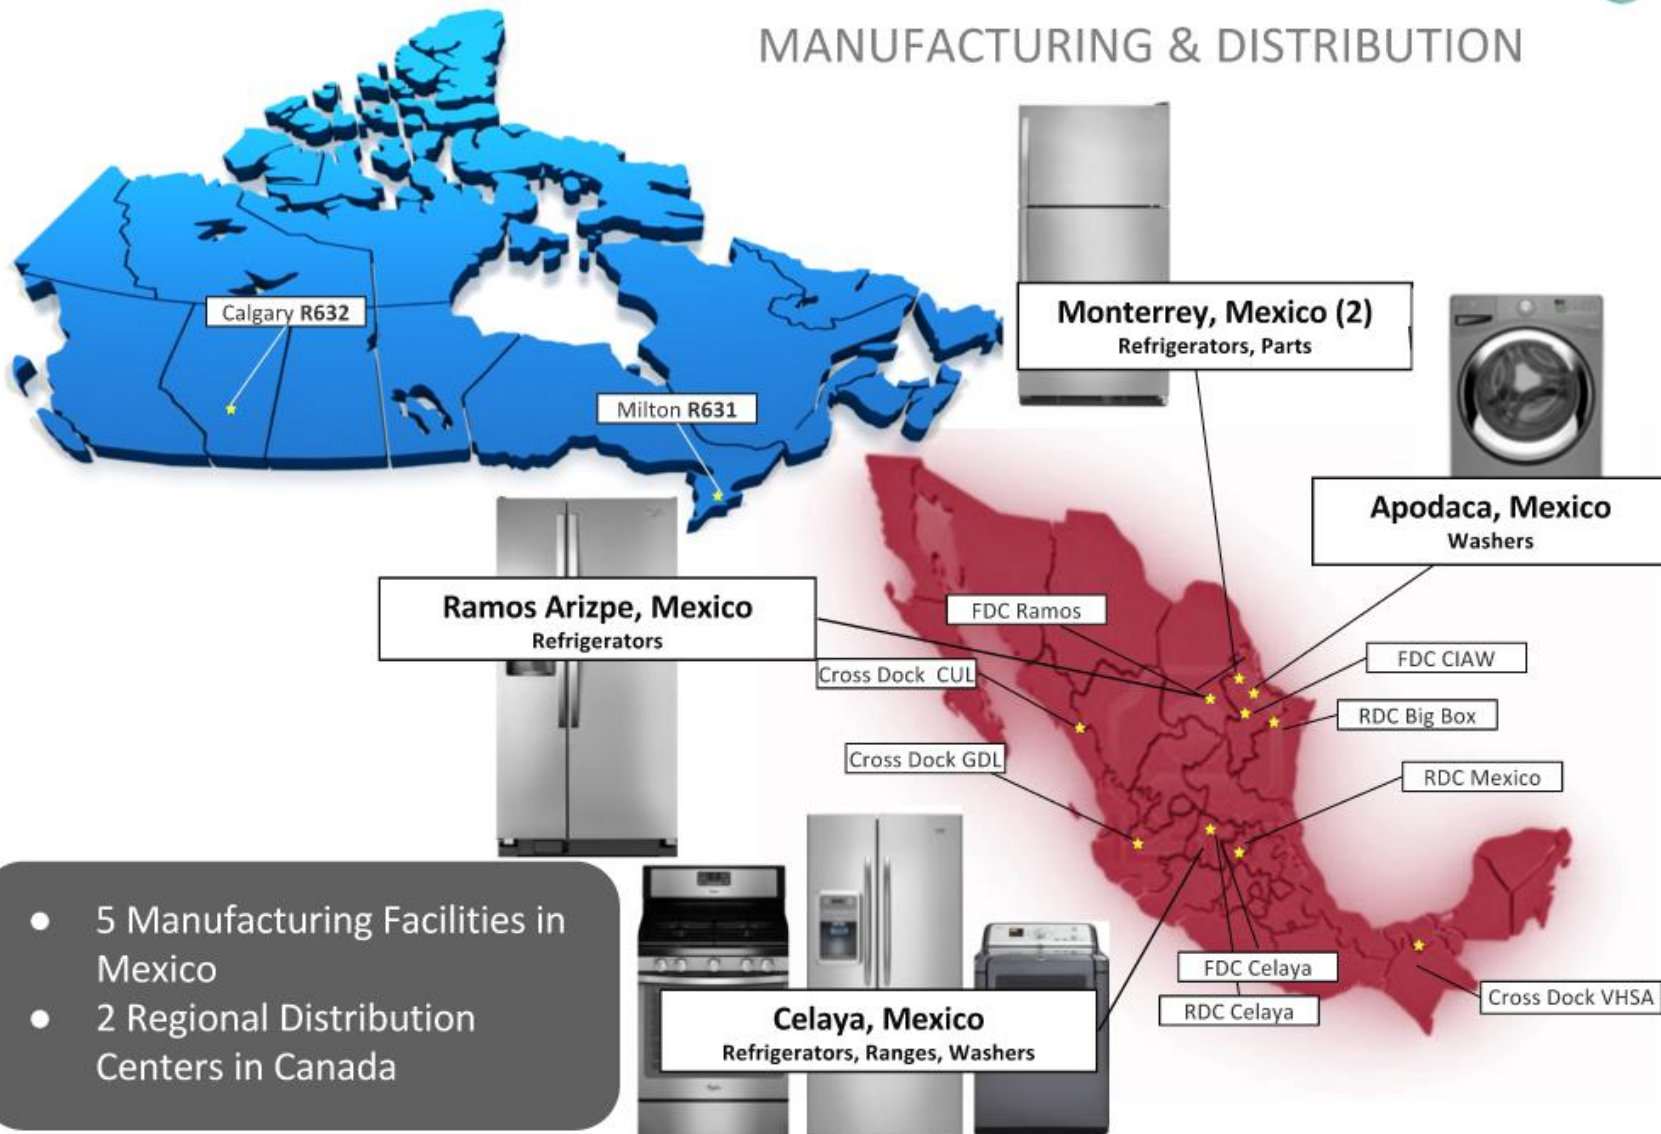 MANUFACTURING & DISTRIBUTION
Calgary R632
Milton R631
Monterrey, Mexico (2)
Refrigerators, Parts
Apodaca, Mexico
Washers
Ramos Arizpe, Mexico
Refrigerators
FDC Ramos
FDC CIAW
Cross Dock CUL
RDC Big Box
Cross Dock GDL
RDC Mexico
FDC Celaya
RDC Celaya
Cross Dock VHSA
Celaya, Mexico
Refrigerators, Ranges, Washers
● 5 Manufacturing Facilities in
Mexico
● 2 Regional Distribution
Centers in Canada